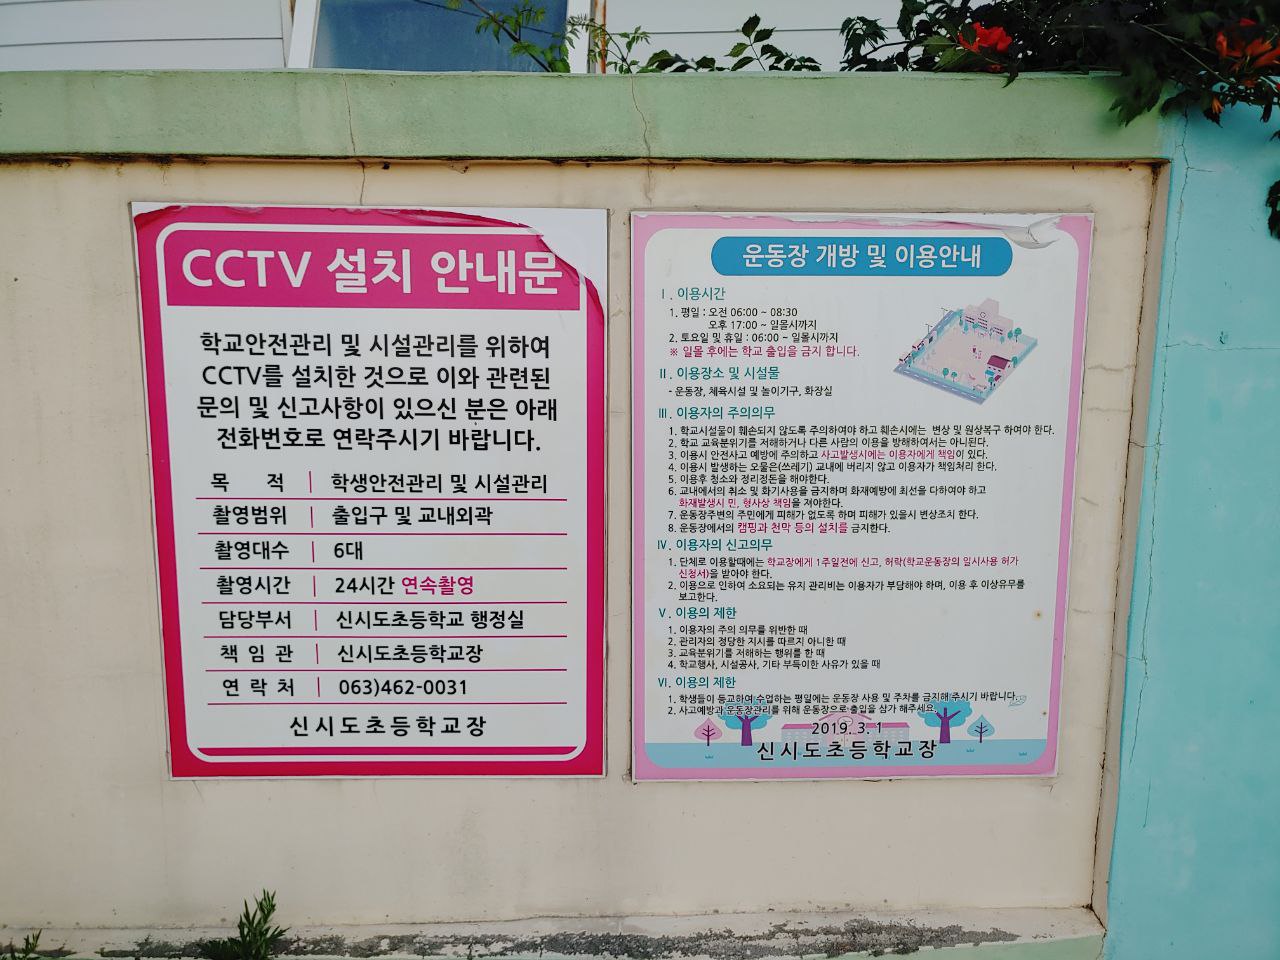 CCTV 설치 안내문
학교안전관리 및 시설관리를 위하여
CCTV를 설치한 것으로 이와 관련된
문의 및 신고사항이 있으신 분은 아래
전화번호로 연락주시기 바랍니다.
목 적 학생안전관리 및 시설관리
촬영범위 출입구 및 교내외곽
촬영대수 6대
촬영시간 24시간 연속촬영
담당부서 신시도초등학교 행정실
책 임 관 신시도초등학교장
연 락 처 063)462-0031
신시도초등학교장
운동장 개방 및 이용안내
Ⅰ. 이용시간
1. 평일 : 오전 06:00 ~ 08:30
오후 17:00 ~ 일몰시까지
2. 토요일 및 휴일 : 06:00 ~ 일몰시까지
※ 일몰 후에는 학교 출입을 금지 합니다.
Ⅱ. 이용장소 및 시설물
- 운동장, 체육시설 및 놀이기구, 화장실
Ⅲ. 이용자의 주의의무
1. 학교시설물이 훼손되지 않도록 주의하여야 하고 훼손시에는 변상 및 원상복구 하여야 한다.
2. 학교 교육분위기를 저해하거나 다른 사람의 이용을 방해하여서는 아니된다.
3. 이용시 안전사고 예방에 주의하고 사고발생시에는 이용자에게 책임이 있다.
4. 이용시 발생하는 오물은(쓰레기) 교내에 버리지 않고 이용자가 책임처리 한다.
5. 이용후 청소와 정리정돈을 해야한다.
6. 교내에서의 취소 및 화기사용을 금지하며 화재예방에 최선을 다하여야 하고
화재발생시 민, 형사상 책임을 져야한다.
7. 운동장주변의 주민에게 피해가 없도록 하며 피해가 있을시 변상조치 한다.
8. 운동장에서의 캠핑과 천막 등의 설치를 금지한다.
Ⅳ. 이용자의 신고의무
1. 단체로 이용할때에는 학교장에게 1주일전에 신고, 허락(학교운동장의 일시사용 허가
신청서)을 받아야 한다.
2. 이용으로 인하여 소요되는 유지 관리비는 이용자가 부담해야 하며, 이용 후 이상유무를
보고한다.
Ⅴ. 이용의 제한
1. 이용자의 주의 의무를 위반한 때
2. 관리자의 정당한 지시를 따르지 아니한 때
3. 교육분위기를 저해하는 행위를 한 때
4. 학교행사, 시설공사, 기타 부득이한 사유가 있을 때
Ⅵ. 이용의 제한
1. 학생들이 등교하여 수업하는 평일에는 운동장 사용 및 주차를 금지해 주시기 바랍니다.
2. 사고예방과 운동장관리를 위해 운동장으로 출입을 삼가 해주세요.
2019. 3. 1
신시도초등학교장